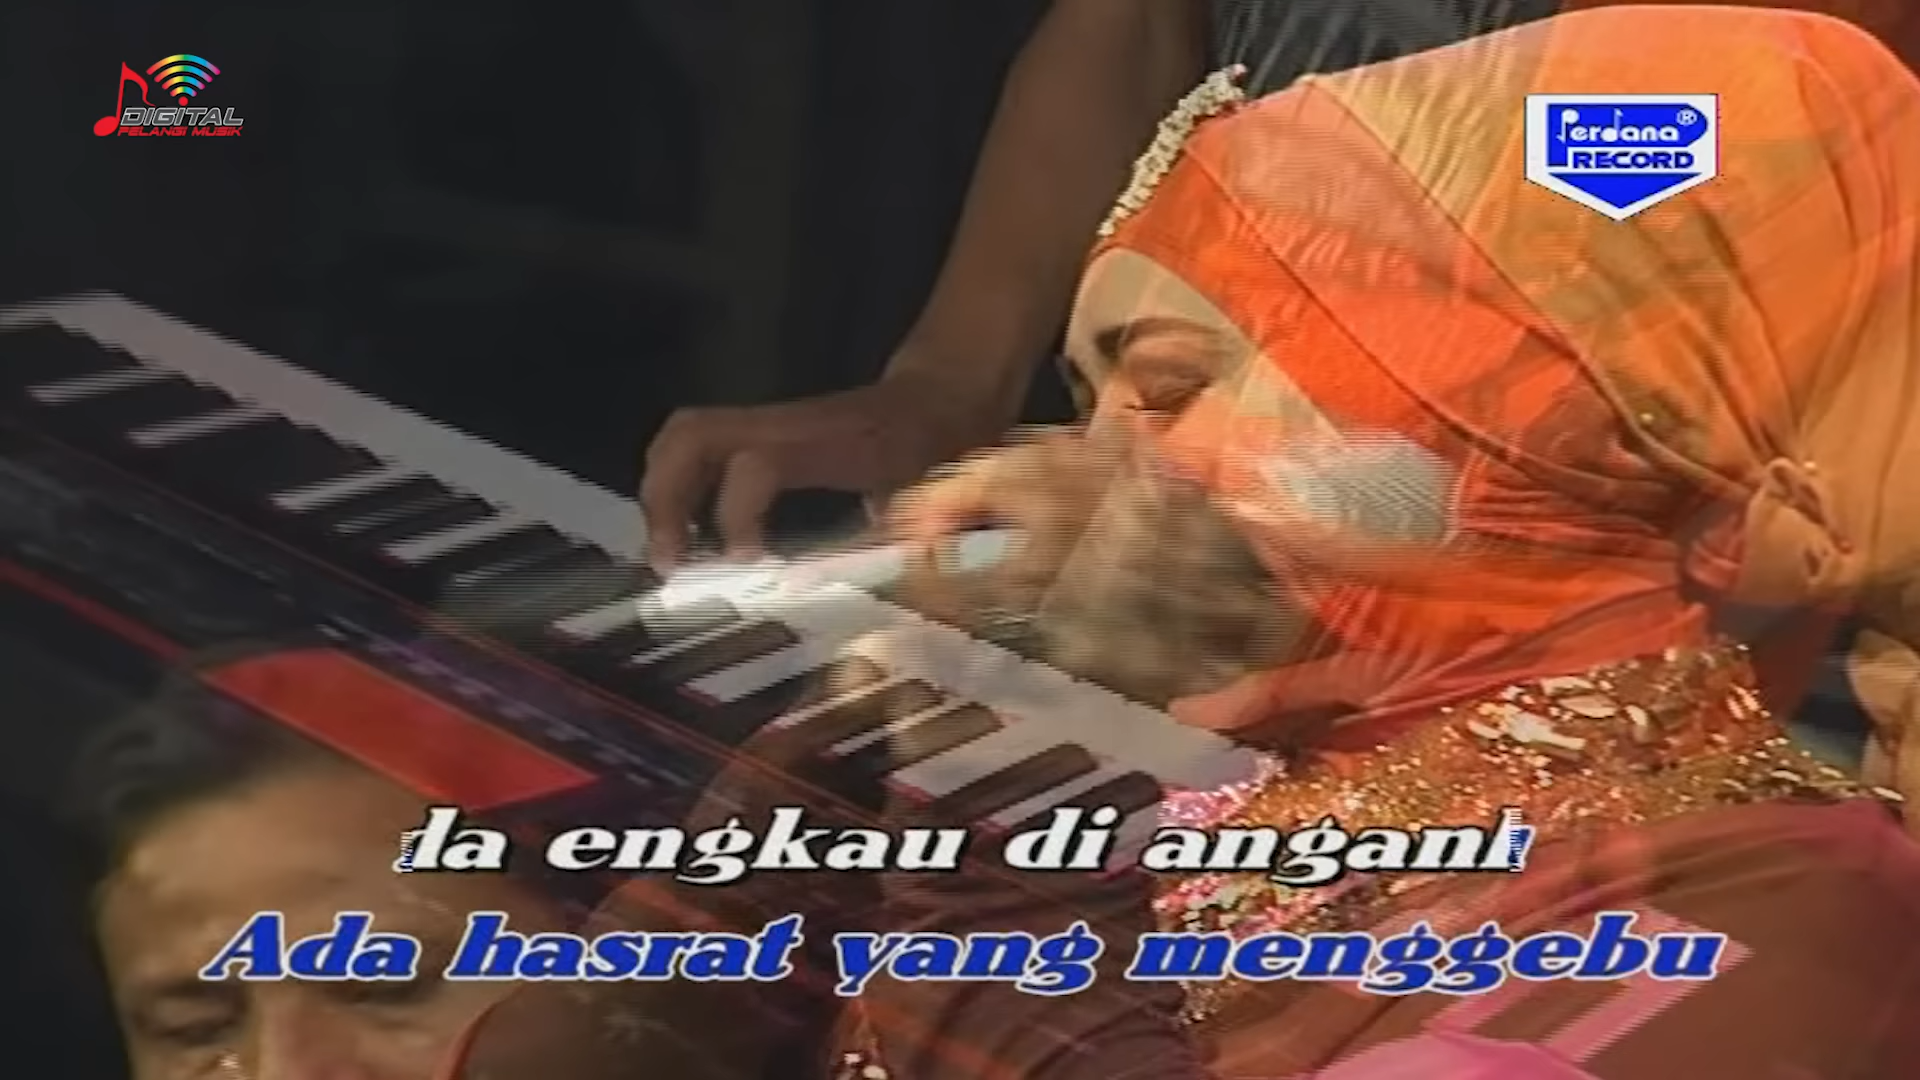 DIGITAL
PELANGI MUSIK
Perdana®
RECORD
da engkau di angan
Ada hasrat yang menggebu